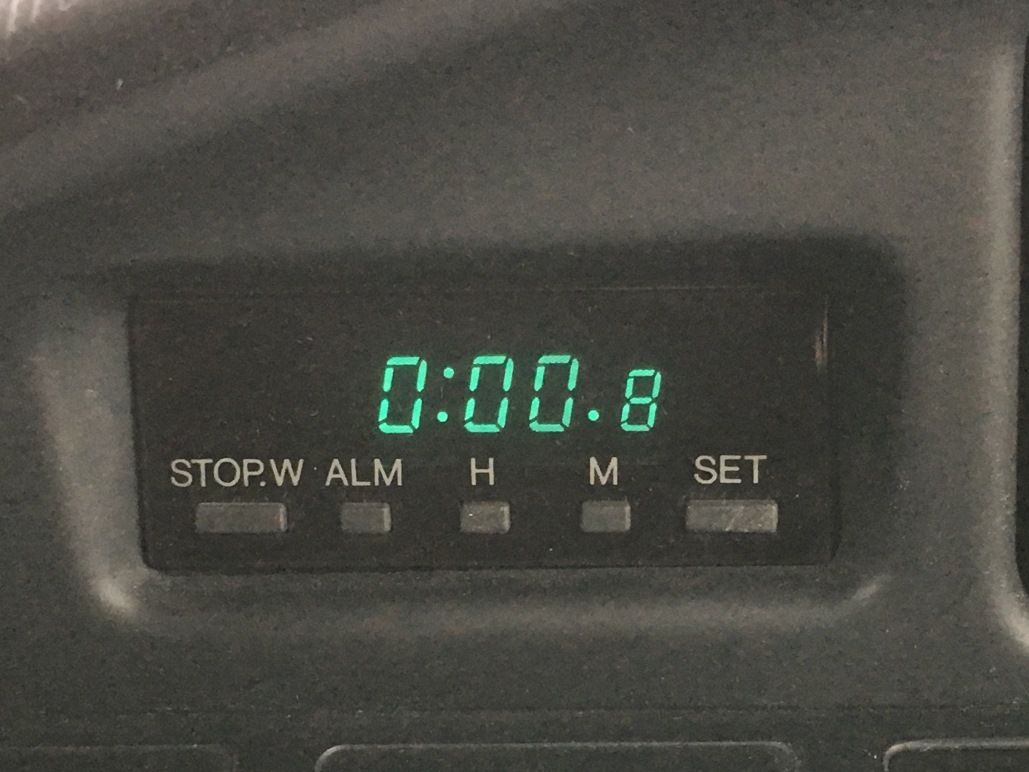 0:00.8
STOP.W ALM H M SET